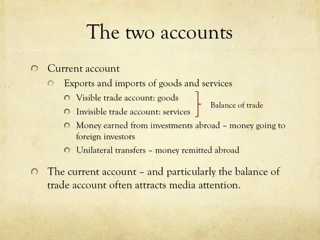 The two accounts
Current account
Exports and imports of goods and services
Visible trade account: goods
Invisible trade account: services
Balance of trade
Money earned from investments abroad – money going to
foreign investors
Unilateral transfers – money remitted abroad
The current account – and particularly the balance of
trade account often attracts media attention.